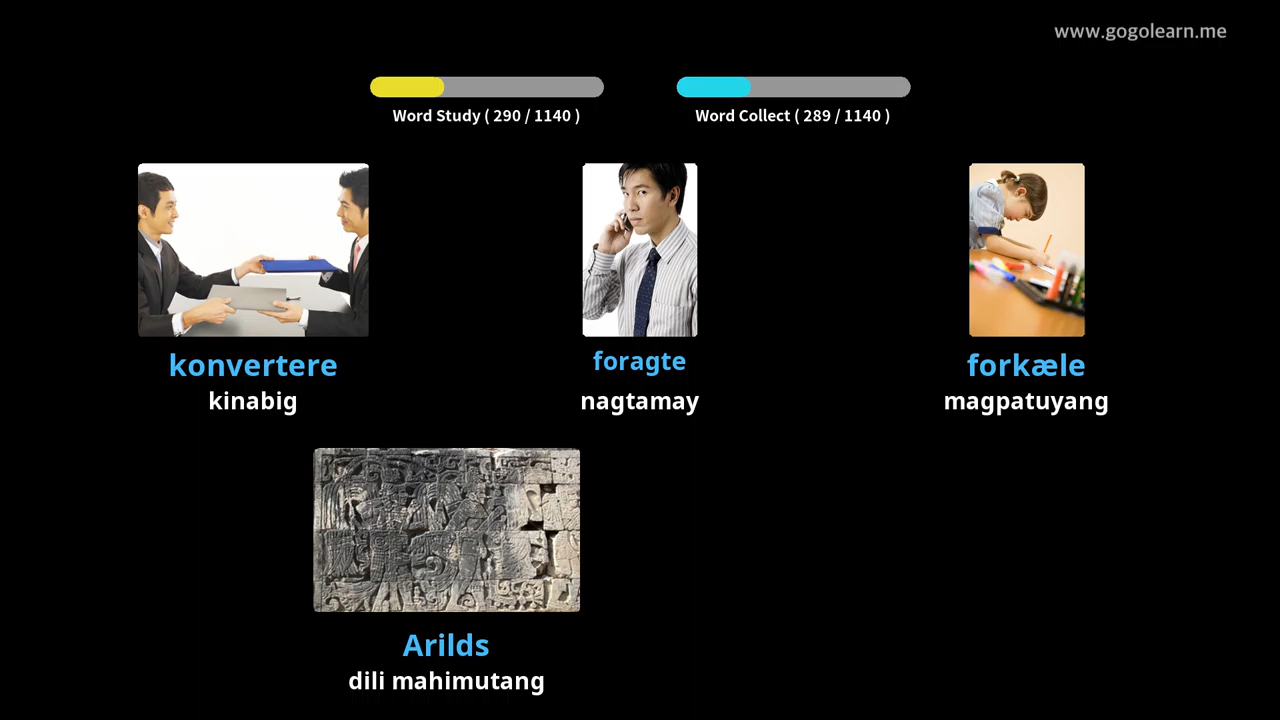 www.gogolearn.me
Word Study ( 290 / 1140 )
Word Collect ( 289 / 1140 )
konvertere
kinabig
foragte
nagtamay
forkæle
magpatuyang
Arilds
dili mahimutang